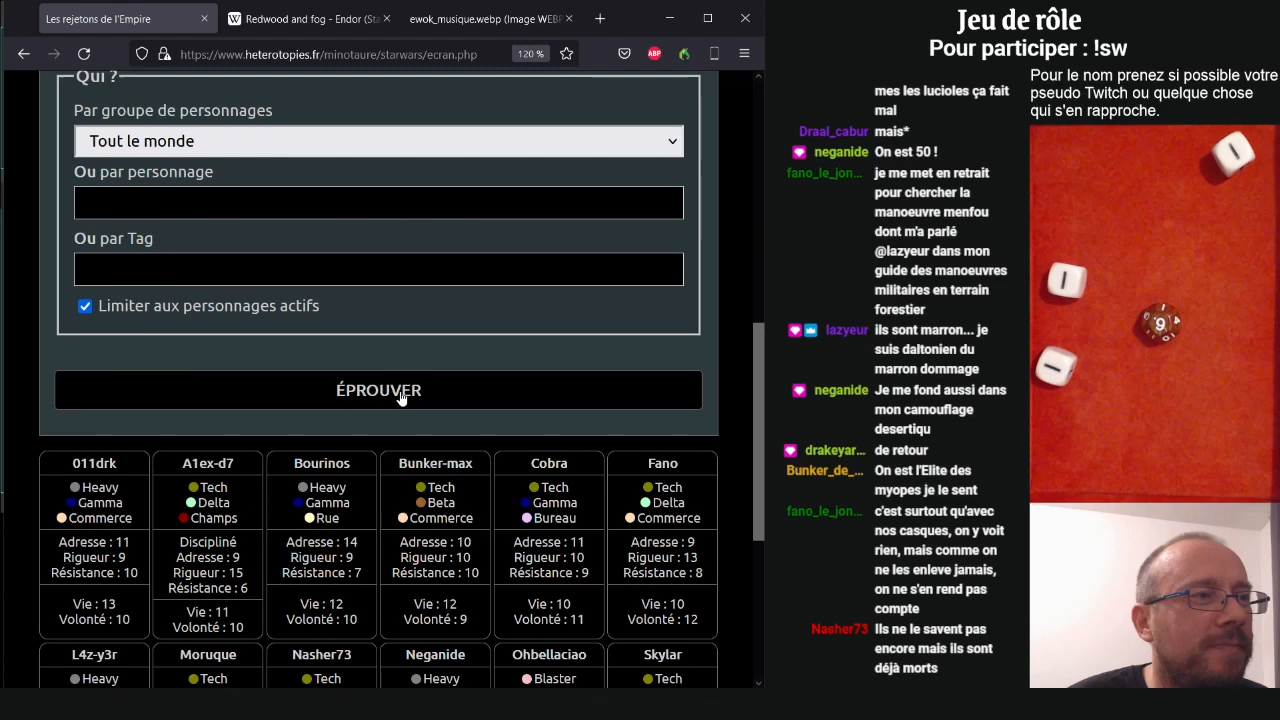 Les rejetons de l'Empire
Redwood and fog - Endor (Sta
ewok_musique.webp (Image WEBP
https://www.heterotopies.fr/minotaure/starwars/ecran.php
120 %
ABP
Qui ?
Par groupe de personnages
Tout le monde
Ou par personnage
Ou par Tag
Limiter aux personnages actifs
ÉPROUVER
011drk
Heavy
Gamma
Commerce
Adresse : 11
Rigueur : 9
Résistance : 10
Vie : 13
Volonté : 10
A1ex-d7
Tech
Delta
Champs
Discipliné
Adresse : 9
Rigueur : 15
Résistance : 6
Vie : 11
Volonté : 10
Bourinos
Heavy
Gamma
Rue
Adresse : 14
Rigueur : 9
Résistance : 7
Vie : 12
Volonté : 10
Bunker-max
Tech
Beta
Commerce
Adresse : 10
Rigueur : 10
Résistance : 10
Vie : 12
Volonté : 9
Cobra
Tech
Gamma
Bureau
Adresse : 11
Rigueur : 10
Résistance : 9
Vie : 10
Volonté : 11
Fano
Tech
Delta
Commerce
Adresse : 9
Rigueur : 13
Résistance : 8
Vie : 10
Volonté : 12
L4z-y3r
Heavy
Moruque
Tech
Nasher73
Tech
Neganide
Heavy
Ohbellaciao
Blaster
Skylar
Tech
mes les lucioles ça fait
mal
Draal_cabur mais*
neganide On est 50 !
fano_le_jon... je me met en retrait
pour chercher la
manoeuvre menfou
dont m'a parlé
@lazyeur dans mon
guide des manoeuvres
militaires en terrain
forestier
lazyeur ils sont marron... je
suis daltonien du
marron dommage
neganide Je me fond aussi dans
mon camouflage
desertiqu
drakeyar... de retour
Bunker_de_... On est l'Elite des
myopes je le sent
fano_le_jon... c'est surtout qu'avec
nos casques, on y voit
rien, mais comme on
ne les enleve jamais,
on ne s'en rend pas
compte
Nasher73 Ils ne le savent pas
encore mais ils sont
déjà morts
Jeu de rôle
Pour participer : !sw
Pour le nom prenez si possible votre
pseudo Twitch ou quelque chose
qui s'en rapproche.
9